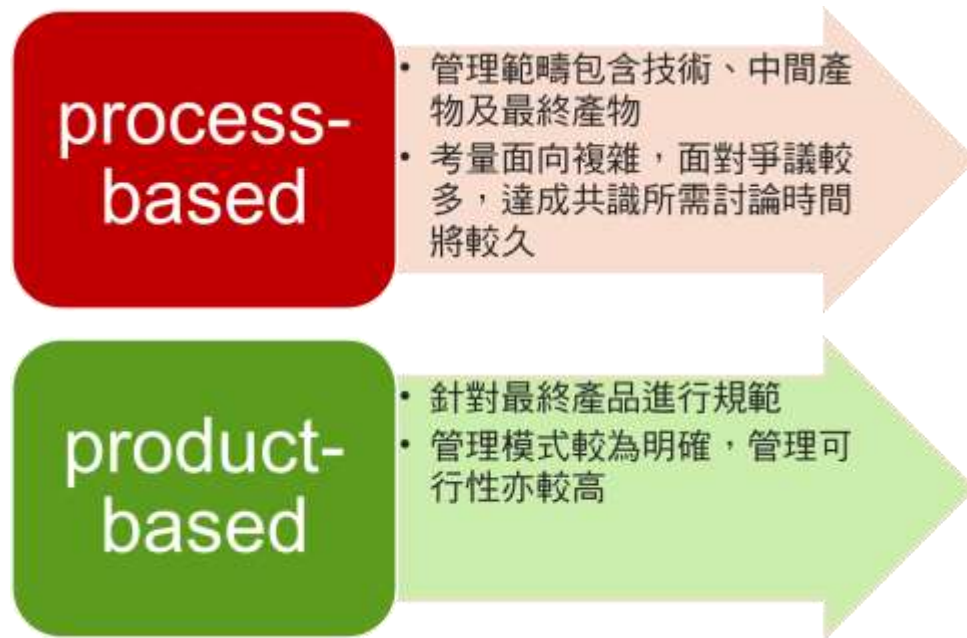 process-
based
• 管理範疇包含技術、中間產
物及最終產物
• 考量面向複雜，面對爭議較
多，達成共識所需討論時間
將較久
product-
based
• 針對最終產品進行規範
• 管理模式較為明確，管理可
行性亦較高